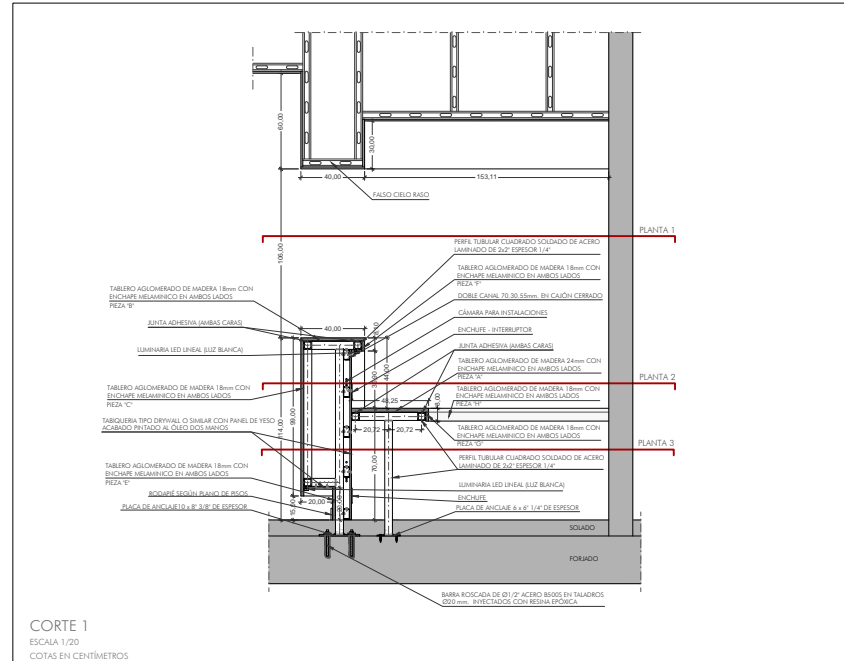 60,00
30,00
40,00
153,11
FALSO CIELO RASO
PLANTA 1
106,00
PERFIL TUBULAR CUADRADO SOLDADO DE ACERO
LAMINADO DE 2x2" ESPESOR 1/4"
TABLERO AGLOMERADO DE MADERA 18mm CON
ENCHAPE MELAMINICO EN AMBOS LADOS
PIEZA "F"
DOBLE CANAL 70.30.55mm. EN CAJÓN CERRADO
CÁMARA PARA INSTALACIONES
ENCHUFE - INTERRUPTOR
JUNTA ADHESIVA (AMBAS CARAS)
TABLERO AGLOMERADO DE MADERA 24mm CON
ENCHAPE MELAMINICO EN AMBOS LADOS
PIEZA "A"
PLANTA 2
TABLERO AGLOMERADO DE MADERA 18mm CON
ENCHAPE MELAMINICO EN AMBOS LADOS
PIEZA "H"
TABLERO AGLOMERADO DE MADERA 18mm CON
ENCHAPE MELAMINICO EN AMBOS LADOS
PIEZA "G"
PLANTA 3
PERFIL TUBULAR CUADRADO SOLDADO DE ACERO
LAMINADO DE 2x2" ESPESOR 1/4"
LUMINARIA LED LINEAL (LUZ BLANCA)
ENCHUFE
PLACA DE ANCLAJE 6 x 6" 1/4" DE ESPESOR
TABLERO AGLOMERADO DE MADERA 18mm CON
ENCHAPE MELAMINICO EN AMBOS LADOS
PIEZA "B"
JUNTA ADHESIVA (AMBAS CARAS)
40,00
LUMINARIA LED LINEAL (LUZ BLANCA)
TABLERO AGLOMERADO DE MADERA 18mm CON
ENCHAPE MELAMINICO EN AMBOS LADOS
PIEZA "C"
TABIQUERIA TIPO DRYWALL O SIMILAR CON PANEL DE YESO
ACABADO PINTADO AL ÓLEO DOS MANOS
TABLERO AGLOMERADO DE MADERA 18mm CON
ENCHAPE MELAMINICO EN AMBOS LADOS
PIEZA "E"
RODAPIÉ SEGÚN PLANO DE PISOS
PLACA DE ANCLAJE10 x 8" 3/8" DE ESPESOR
114,00
99,00
15,00
44,00
48,25
20,72
20,72
70,00
20,00
SOLADO
FORJADO
BARRA ROSCADA DE Ø1/2" ACERO B500S EN TALADROS
Ø20 mm. INYECTADOS CON RESINA EPÓXICA
CORTE 1
ESCALA 1/20
COTAS EN CENTÍMETROS